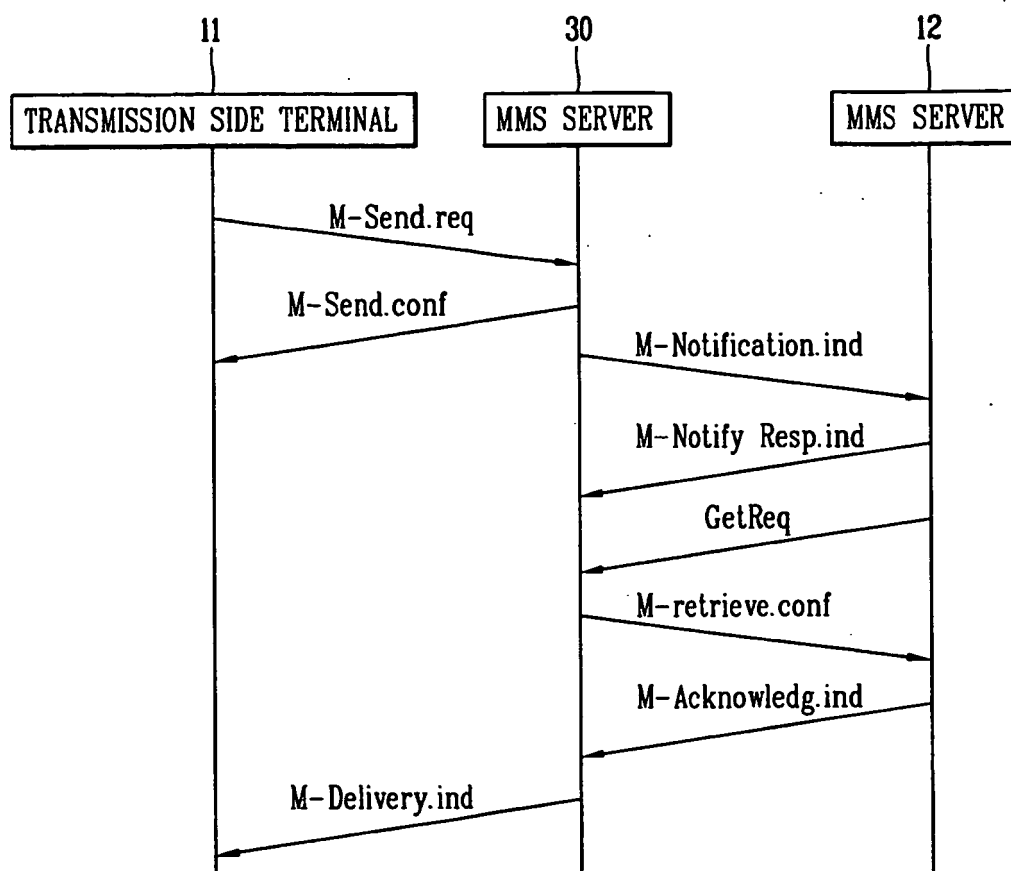 11
30
12
TRANSMISSION SIDE TERMINAL
MMS SERVER
MMS SERVER
M-Send.req
M-Send.conf
M-Notification.ind
M-Notify Resp.ind
GetReq
M-retrieve.conf
M-Acknowledg.ind
M-Delivery.ind